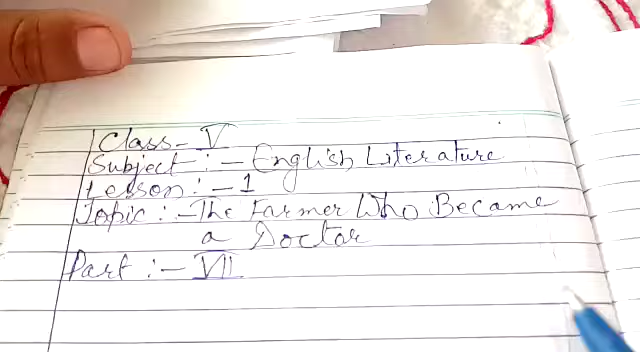 Class- V
Subject :- English Literature
Lesson :- 1
Topic :- The Farmer Who Became
a Doctor
Part :- VII